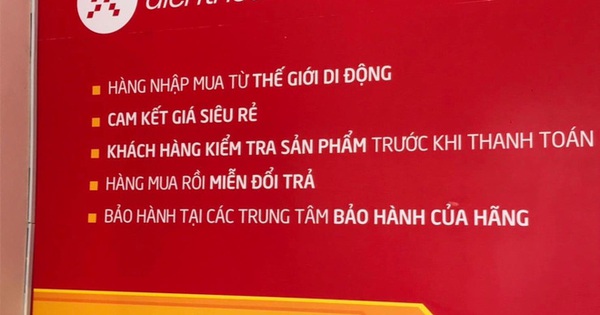 HÀNG NHẬP MUA TỪ THẾ GIỚI DI ĐỘNG
CAM KẾT GIÁ SIÊU RẺ
KHÁCH HÀNG KIỂM TRA SẢN PHẨM TRƯỚC KHI THANH TOÁN
HÀNG MUA RỒI MIỄN ĐỔI TRẢ
BẢO HÀNH TẠI CÁC TRUNG TÂM BẢO HÀNH CỦA HÃNG